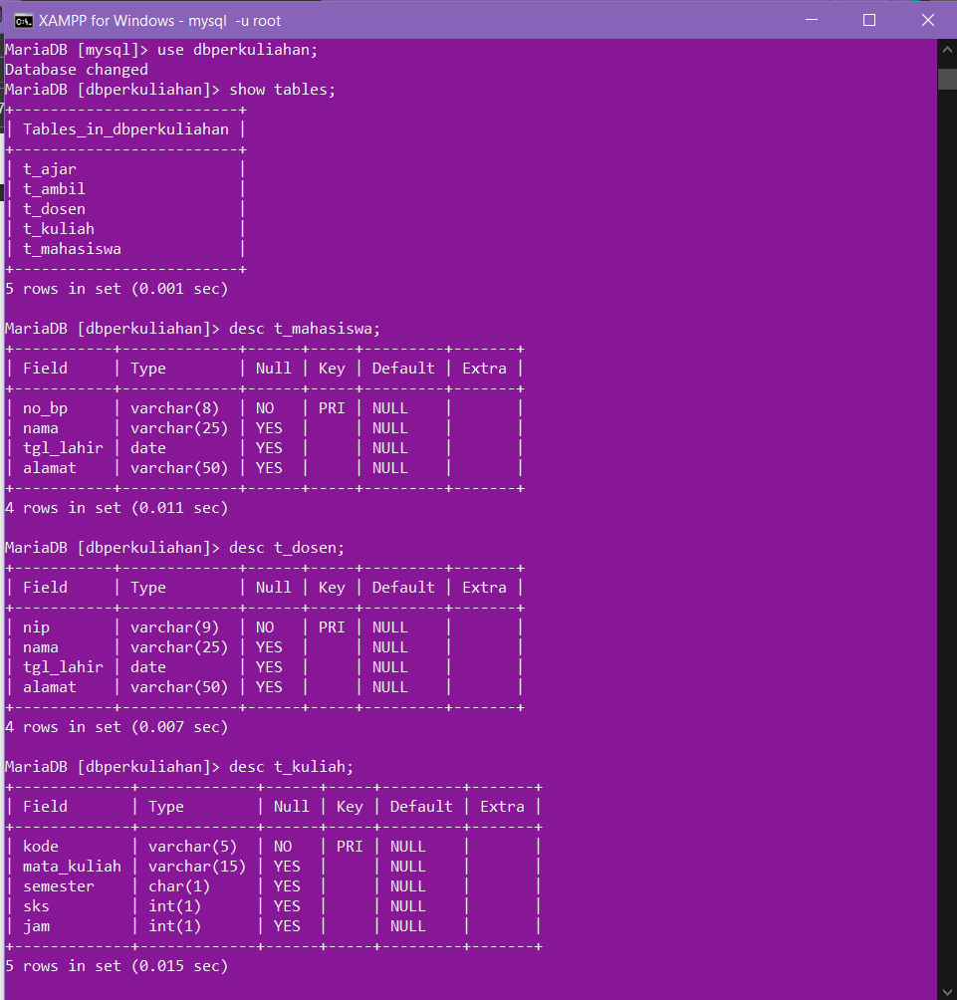 XAMPP for Windows - mysql  -u root
MariaDB [mysql]> use dbperkuliahan;
Database changed
MariaDB [dbperkuliahan]> show tables;
+-------------------------+
| Tables_in_dbperkuliahan |
+-------------------------+
| t_ajar                  |
| t_ambil                 |
| t_dosen                 |
| t_kuliah                |
| t_mahasiswa             |
+-------------------------+
5 rows in set (0.001 sec)
MariaDB [dbperkuliahan]> desc t_mahasiswa;
+-----------+-------------+------+-----+---------+-------+
| Field     | Type        | Null | Key | Default | Extra |
+-----------+-------------+------+-----+---------+-------+
| no_bp     | varchar(8)  | NO   | PRI | NULL    |       |
| nama      | varchar(25) | YES  |     | NULL    |       |
| tgl_lahir | date        | YES  |     | NULL    |       |
| alamat    | varchar(50) | YES  |     | NULL    |       |
+-----------+-------------+------+-----+---------+-------+
4 rows in set (0.011 sec)
MariaDB [dbperkuliahan]> desc t_dosen;
+-----------+-------------+------+-----+---------+-------+
| Field     | Type        | Null | Key | Default | Extra |
+-----------+-------------+------+-----+---------+-------+
| nip       | varchar(9)  | NO   | PRI | NULL    |       |
| nama      | varchar(25) | YES  |     | NULL    |       |
| tgl_lahir | date        | YES  |     | NULL    |       |
| alamat    | varchar(50) | YES  |     | NULL    |       |
+-----------+-------------+------+-----+---------+-------+
4 rows in set (0.007 sec)
MariaDB [dbperkuliahan]> desc t_kuliah;
+-------------+-------------+------+-----+---------+-------+
| Field       | Type        | Null | Key | Default | Extra |
+-------------+-------------+------+-----+---------+-------+
| kode        | varchar(5)  | NO   | PRI | NULL    |       |
| mata_kuliah | varchar(15) | YES  |     | NULL    |       |
| semester    | char(1)     | YES  |     | NULL    |       |
| sks         | int(1)      | YES  |     | NULL    |       |
| jam         | int(1)      | YES  |     | NULL    |       |
+-------------+-------------+------+-----+---------+-------+
5 rows in set (0.015 sec)